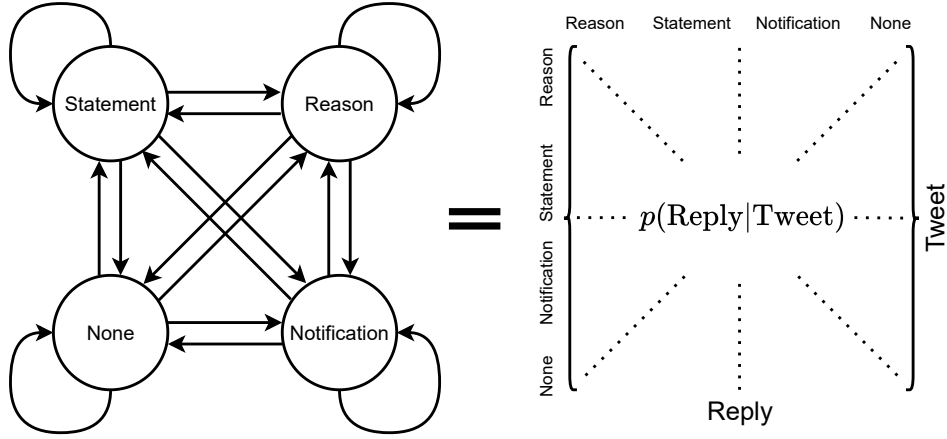 Statement
Reason
None
Notification
=
Reason Statement Notification None
Reason
Statement
Notification
None
p(Reply|Tweet)
Tweet
Reply